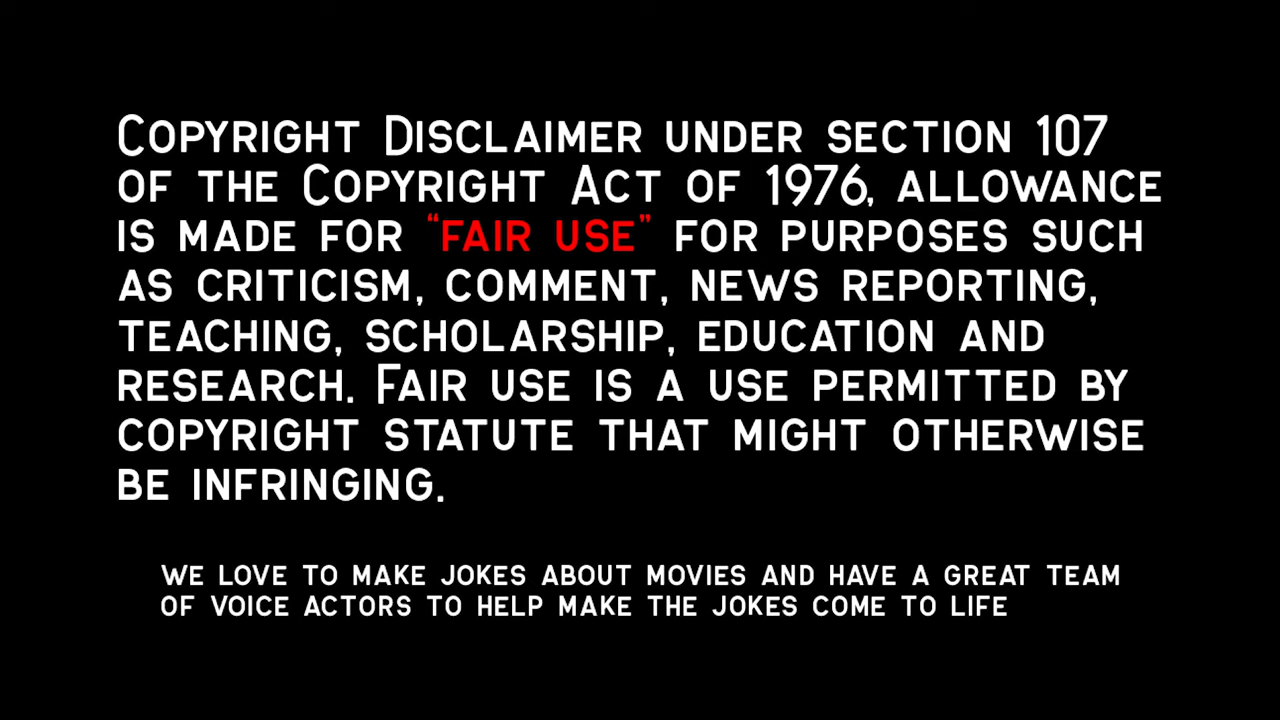 Copyright Disclaimer under section 107
of the Copyright Act of 1976, allowance
is made for "fair use" for purposes such
as criticism, comment, news reporting,
teaching, scholarship, education and
research. Fair use is a use permitted by
copyright statute that might otherwise
be infringing.
we love to make jokes about movies and have a great team
of voice actors to help make the jokes come to life